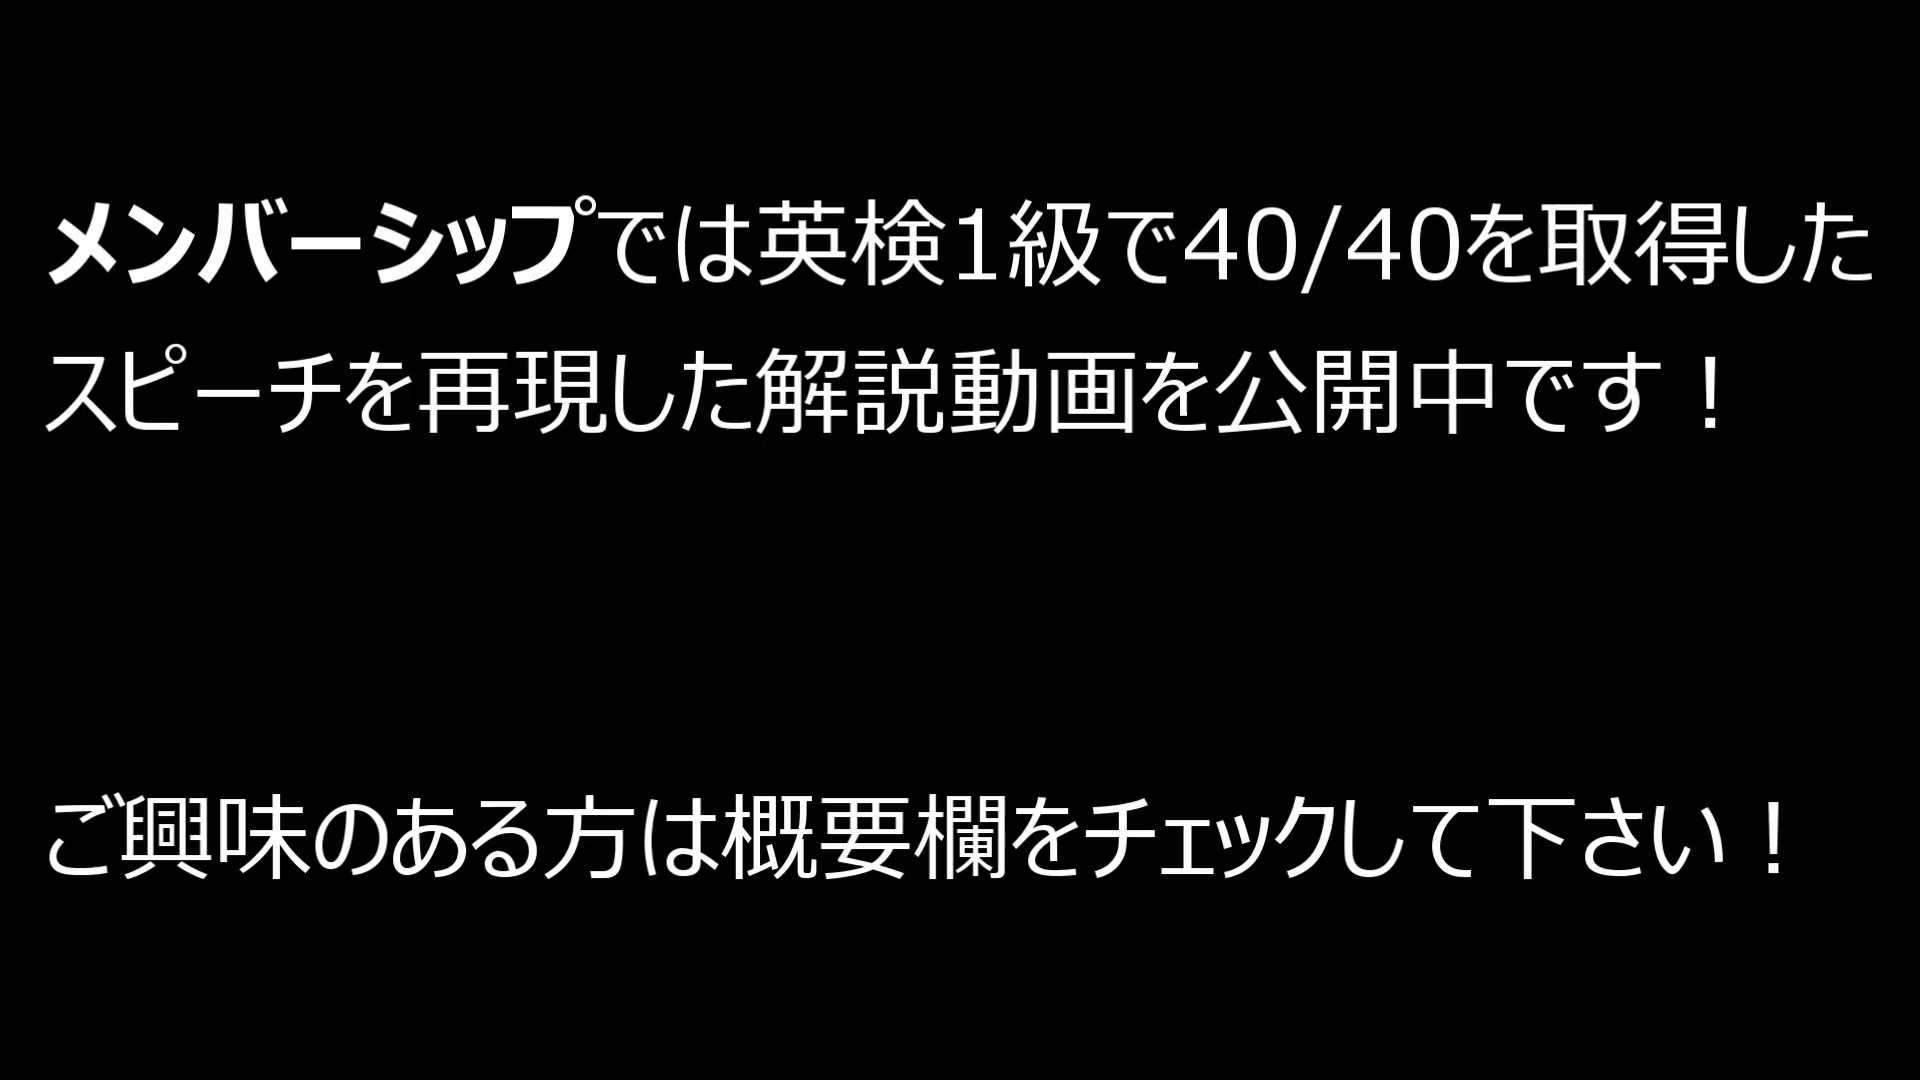 メンバーシップでは英検1級で40/40を取得した
スピーチを再現した解説動画を公開中です！
ご興味のある方は概要欄をチェックして下さい！